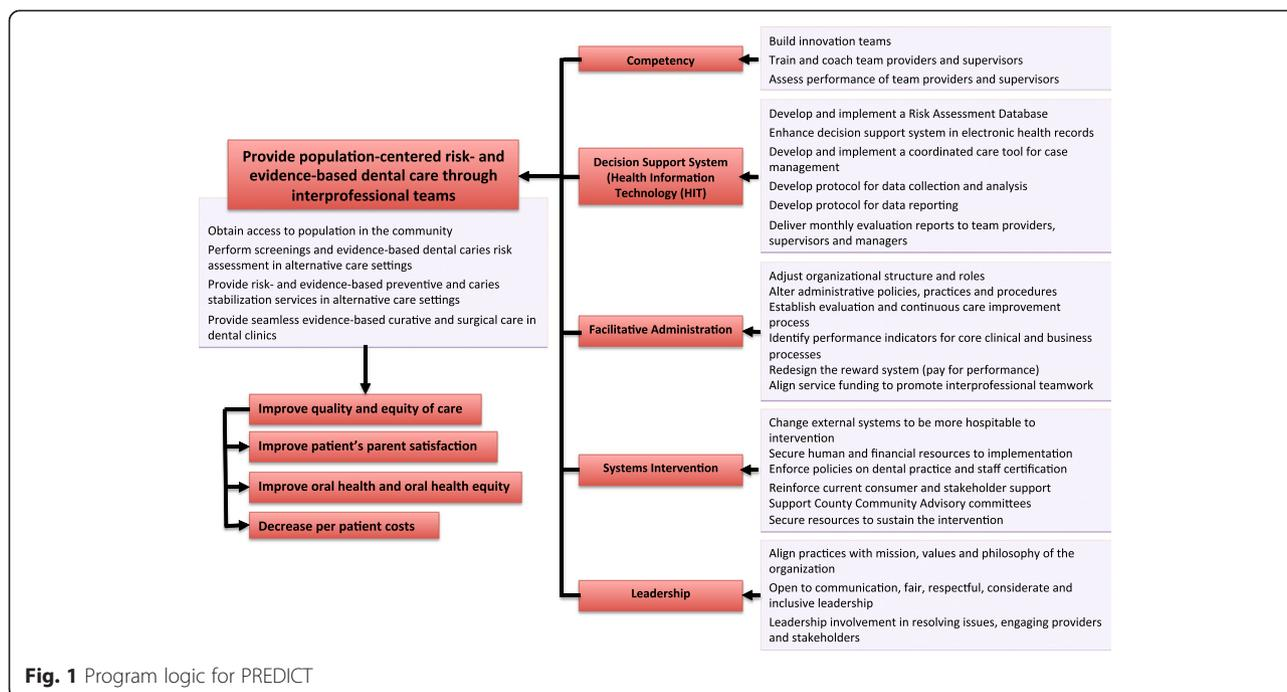 Provide population-centered risk- and
evidence-based dental care through
interprofessional teams
Obtain access to population in the community
Perform screenings and evidence-based dental caries risk
assessment in alternative care settings
Provide risk- and evidence-based preventive and caries
stabilization services in alternative care settings
Provide seamless evidence-based curative and surgical care in
dental clinics
Improve quality and equity of care
Improve patient's parent satisfaction
Improve oral health and oral health equity
Decrease per patient costs
Competency
Build innovation teams
Train and coach team providers and supervisors
Assess performance of team providers and supervisors
Decision Support System
(Health Information
Technology (HIT)
Develop and implement a Risk Assessment Database
Enhance decision support system in electronic health records
Develop and implement a coordinated care tool for case
management
Develop protocol for data collection and analysis
Develop protocol for data reporting
Deliver monthly evaluation reports to team providers,
supervisors and managers
Facilitative Administration
Adjust organizational structure and roles
Alter administrative policies, practices and procedures
Establish evaluation and continuous care improvement
process
Identify performance indicators for core clinical and business
processes
Redesign the reward system (pay for performance)
Align service funding to promote interprofessional teamwork
Systems Intervention
Change external systems to be more hospitable to
intervention
Secure human and financial resources to implementation
Enforce policies on dental practice and staff certification
Reinforce current consumer and stakeholder support
Support County Community Advisory committees
Secure resources to sustain the intervention
Leadership
Align practices with mission, values and philosophy of the
organization
Open to communication, fair, respectful, considerate and
inclusive leadership
Leadership involvement in resolving issues, engaging providers
and stakeholders
Fig. 1 Program logic for PREDICT